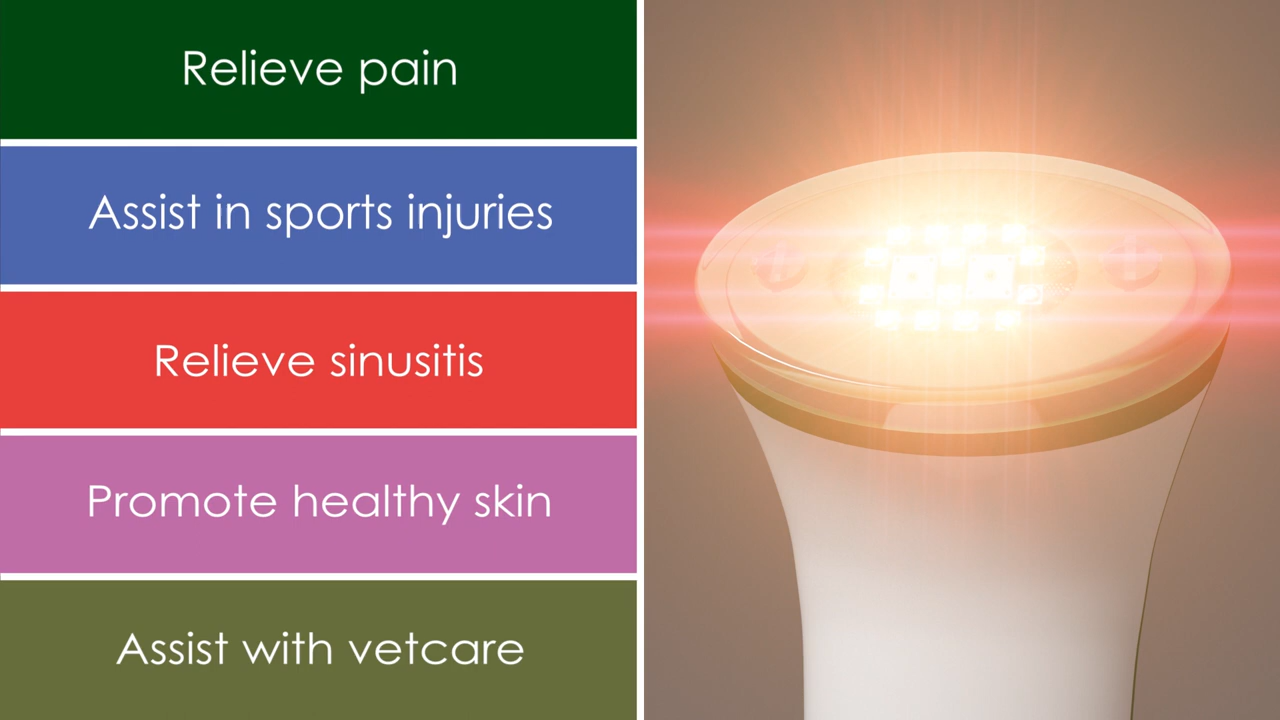 Relieve pain
Assist in sports injuries
Relieve sinusitis
Promote healthy skin
Assist with vetcare